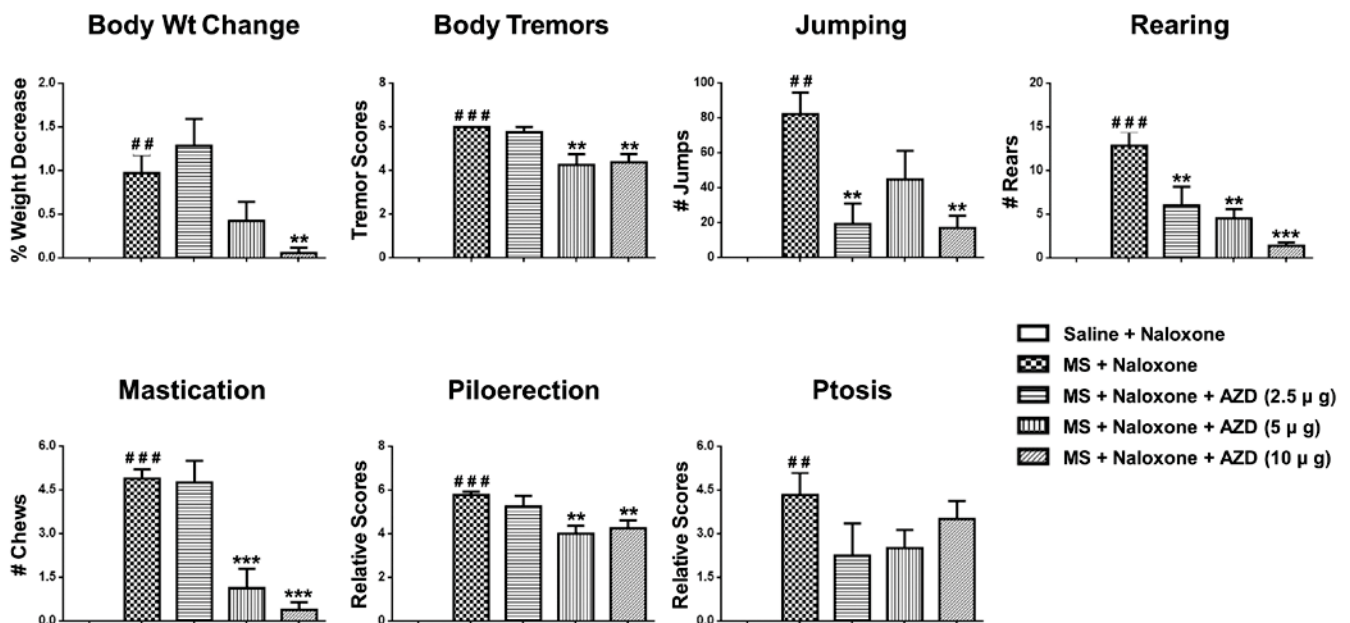 Body Wt Change
% Weight Decrease
2.0
1.5
1.0
0.5
0.0
##
**
Body Tremors
Tremor Scores
8
6
4
2
0
###
**
**
Jumping
# Jumps
100
80
60
40
20
0
##
**
**
Rearing
# Rears
20
15
10
5
0
###
**
**
***
Saline + Naloxone
MS + Naloxone
MS + Naloxone + AZD (2.5 µ g)
MS + Naloxone + AZD (5 µ g)
MS + Naloxone + AZD (10 µ g)
Mastication
# Chews
6.0
4.5
3.0
1.5
0.0
###
***
***
Piloerection
Relative Scores
8
6
4
2
0
###
**
**
Ptosis
Relative Scores
6.0
4.5
3.0
1.5
##